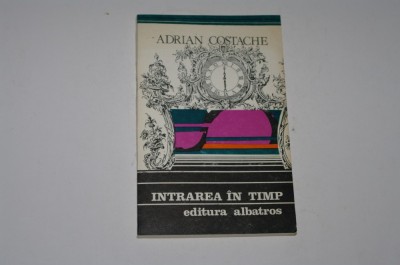 ADRIAN COSTACHE
INTRAREA ÎN TIMP
editura albatros